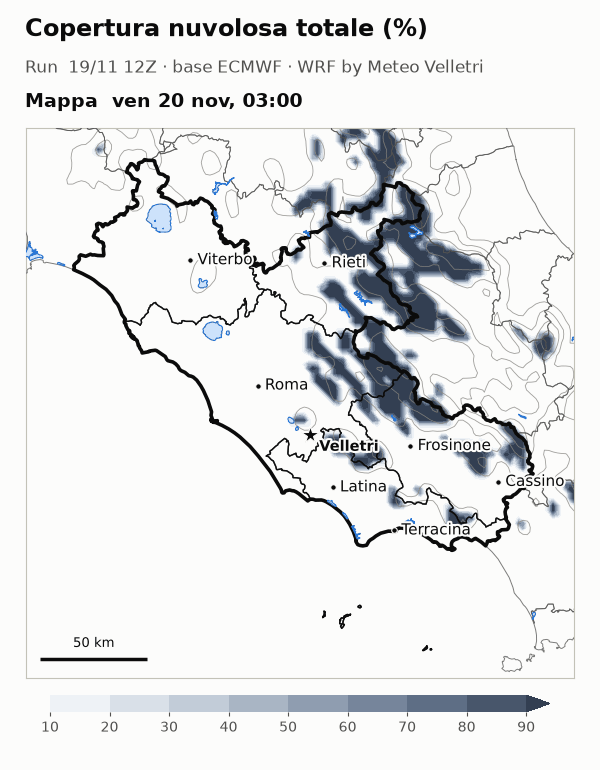 Copertura nuvolosa totale (%)
Run  19/11 12Z · base ECMWF · WRF by Meteo Velletri
Mappa  ven 20 nov, 03:00
Viterbo
Rieti
Roma
Velletri
Frosinone
Latina
Cassino
Terracina
50 km
10 20 30 40 50 60 70 80 90